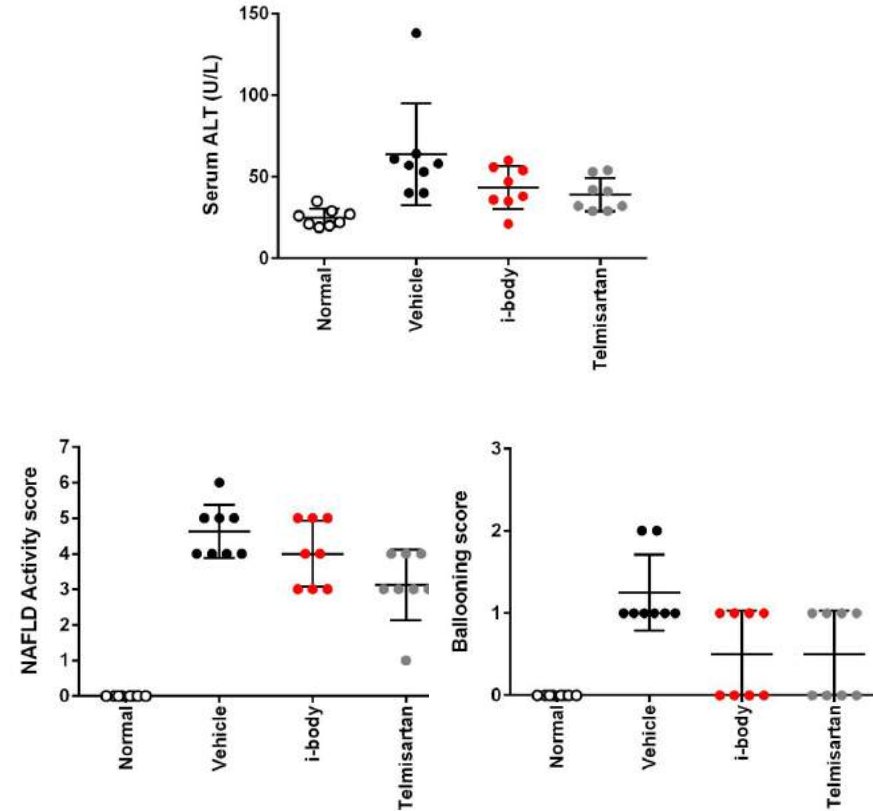 150
100
50
0
Serum ALT (U/L)
Normal
Vehicle
i-body
Telmisartan
7
6
5
4
3
2
1
0
NAFLD Activity score
Normal
Vehicle
i-body
Telmisartan
3
2
1
0
Ballooning score
Normal
Vehicle
i-body
Telmisartan